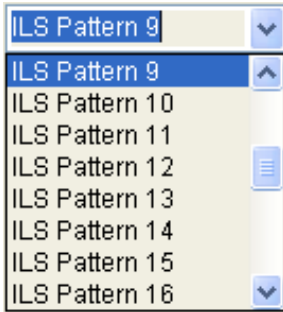 ILS Pattern 9
ILS Pattern 9
ILS Pattern 10
ILS Pattern 11
ILS Pattern 12
ILS Pattern 13
ILS Pattern 14
ILS Pattern 15
ILS Pattern 16